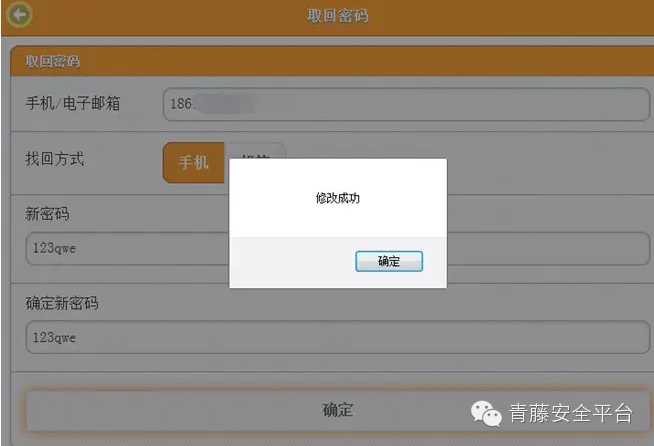 取回密码
取回密码
手机/电子邮箱
186.
找回方式
手机
修改成功
确定
新密码
123qwe
确定新密码
123qwe
确定
青藤安全平台